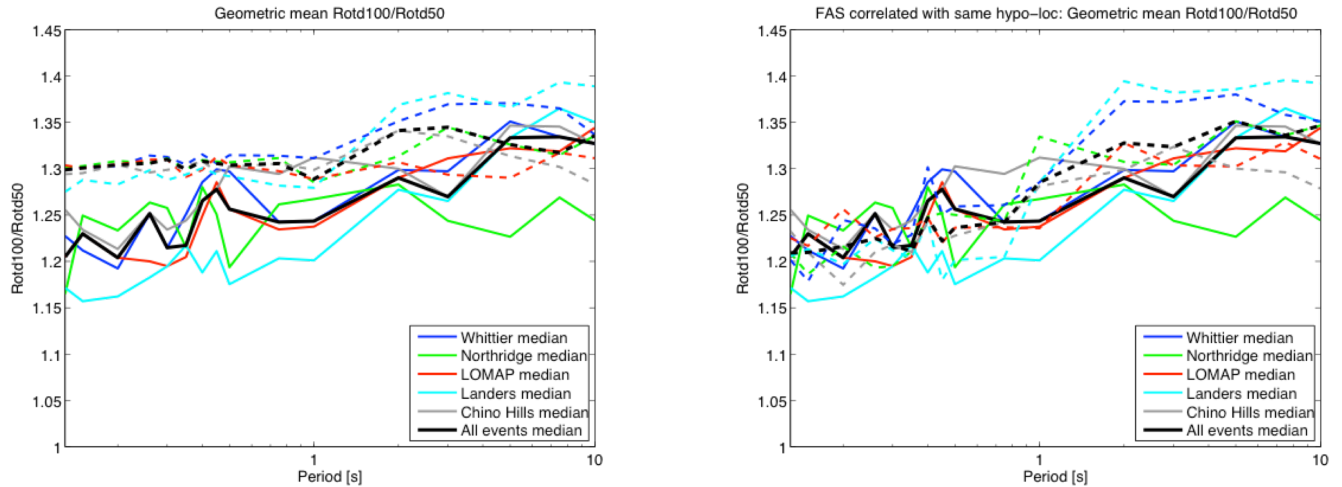 Geometric mean Rotd100/Rotd50
1.45
1.4
1.35
1.3
1.25
1.2
1.15
1.1
1.05
1
Rotd100/Rotd50
Whittier median
Northridge median
LOMAP median
Landers median
Chino Hills median
All events median
1
10
Period [s]
FAS correlated with same hypo-loc: Geometric mean Rotd100/Rotd50
1.45
1.4
1.35
1.3
1.25
1.2
1.15
1.1
1.05
1
Rotd100/Rotd50
Whittier median
Northridge median
LOMAP median
Landers median
Chino Hills median
All events median
1
10
Period [s]